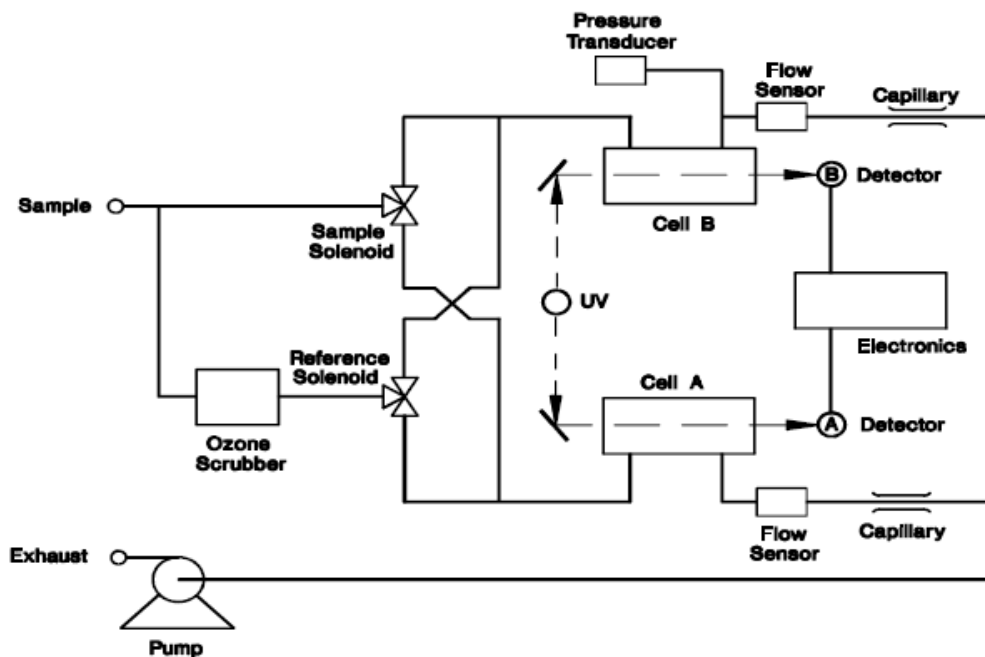 Pressure
Transducer
Flow
Sensor
Capillary
Sample
Sample
Solenoid
B
Detector
Cell B
UV
Electronics
Reference
Solenoid
Cell A
Ozone
Scrubber
A
Detector
Exhaust
Flow
Sensor
Capillary
Pump